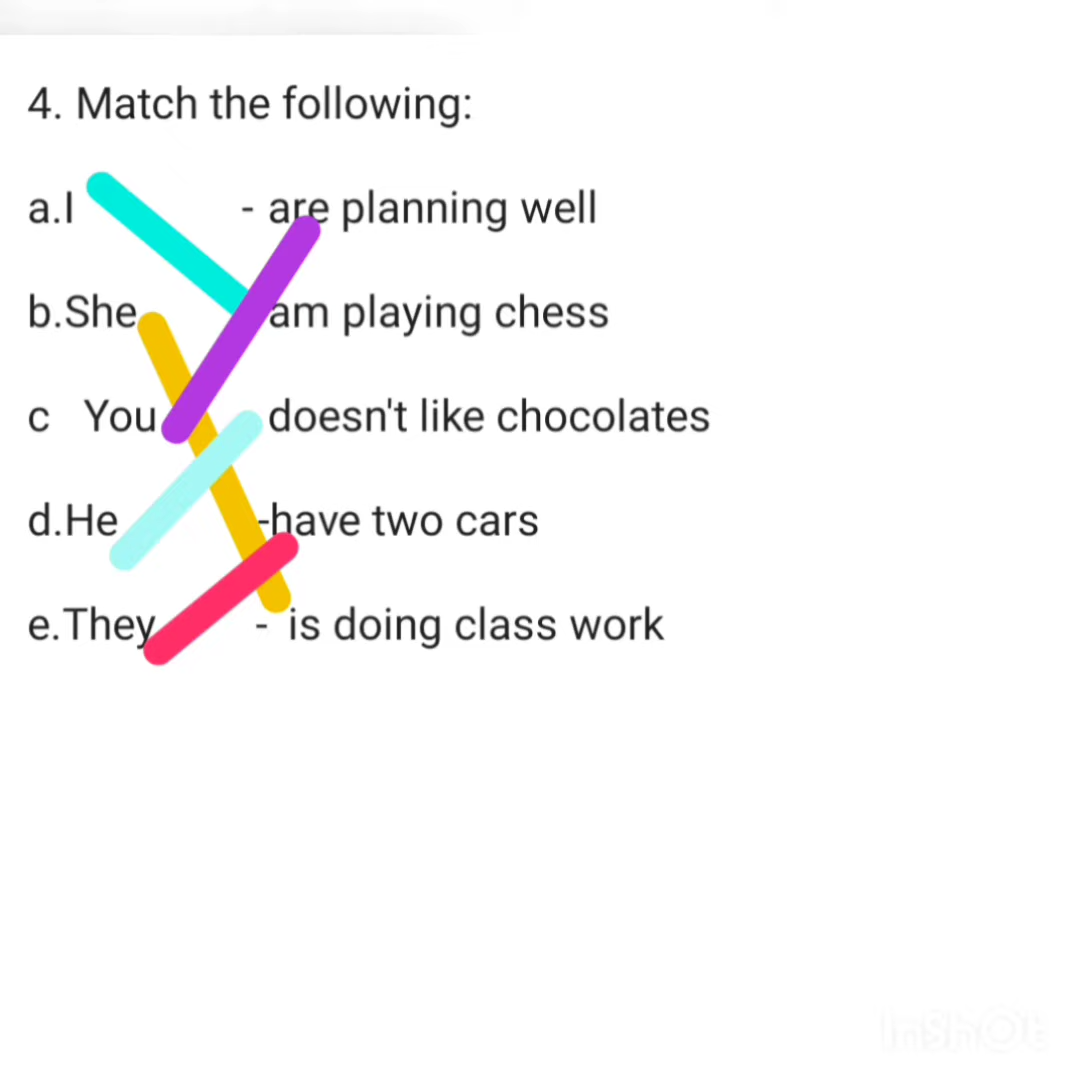 4. Match the following:
a.I - are planning well
b.She am playing chess
c You doesn't like chocolates
d.He -have two cars
e.They - is doing class work
InShOt